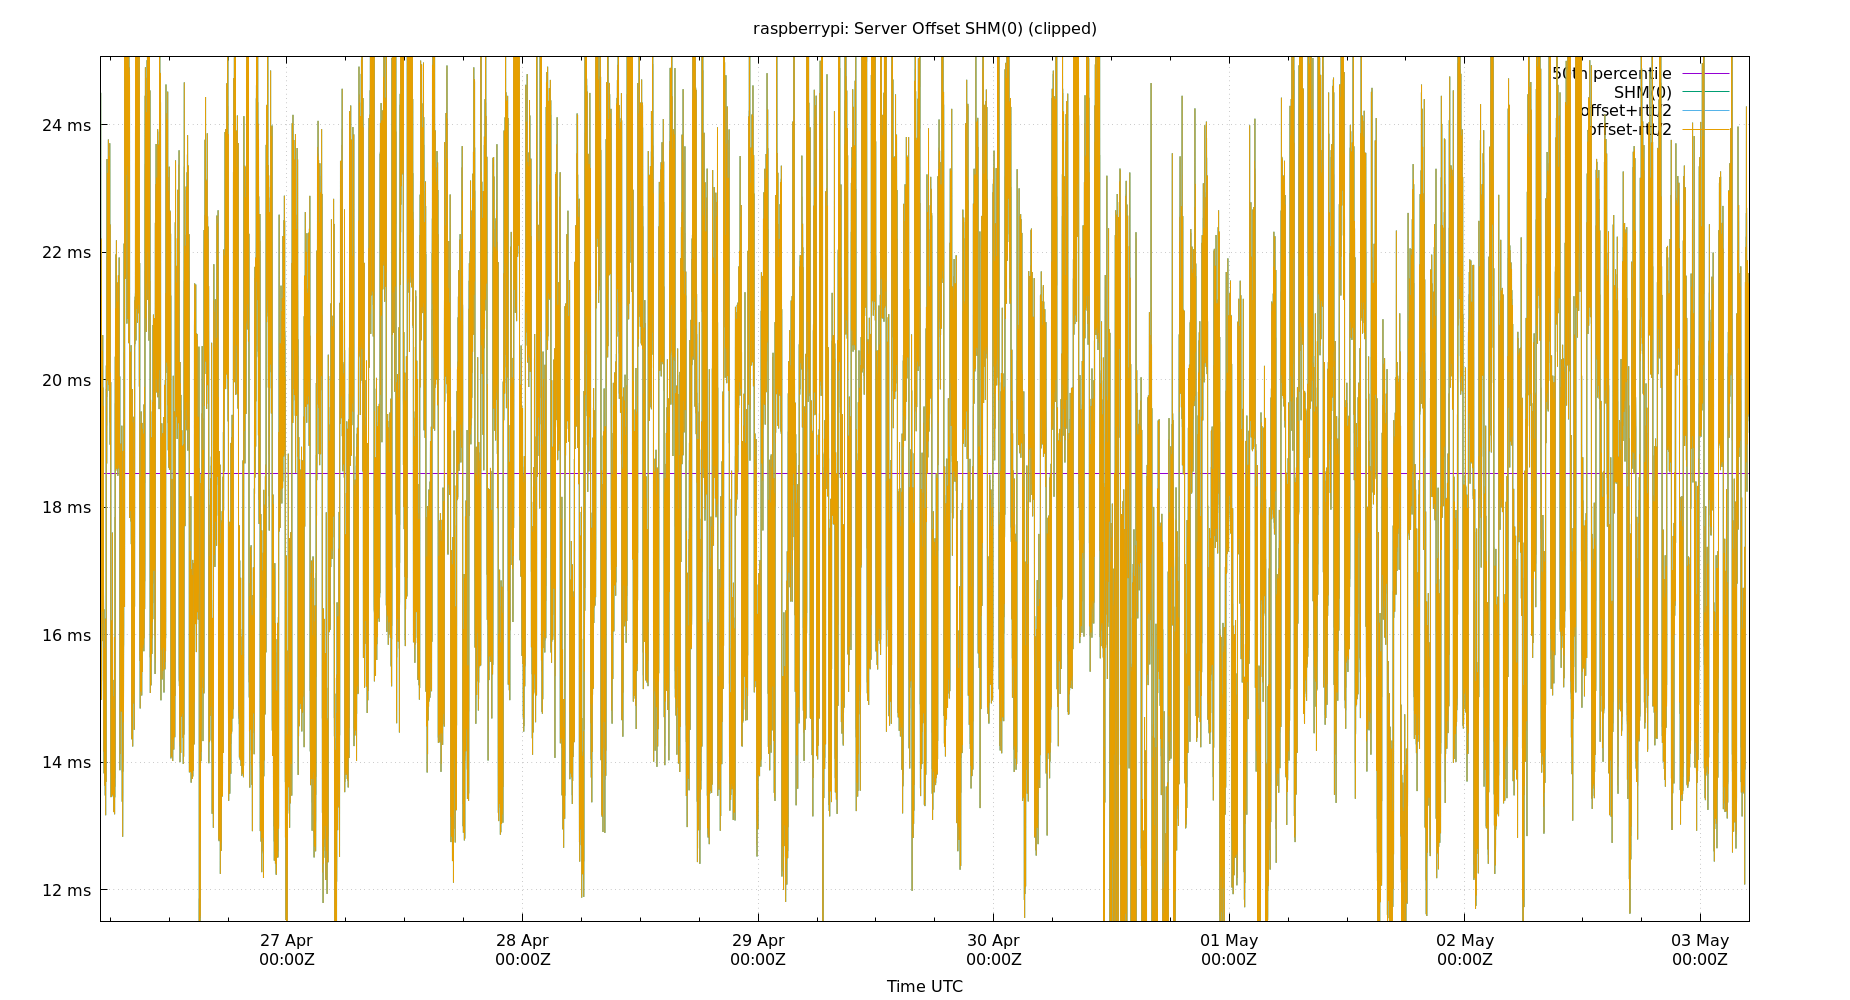 raspberrypi: Server Offset SHM(0) (clipped)
50th percentile
SHM(0)
offset+rtt/2
offset-rtt/2
24 ms
22 ms
20 ms
18 ms
16 ms
14 ms
12 ms
27 Apr 28 Apr 29 Apr 30 Apr 01 May 02 May 03 May
00:00Z 00:00Z 00:00Z 00:00Z 00:00Z 00:00Z 00:00Z
Time UTC